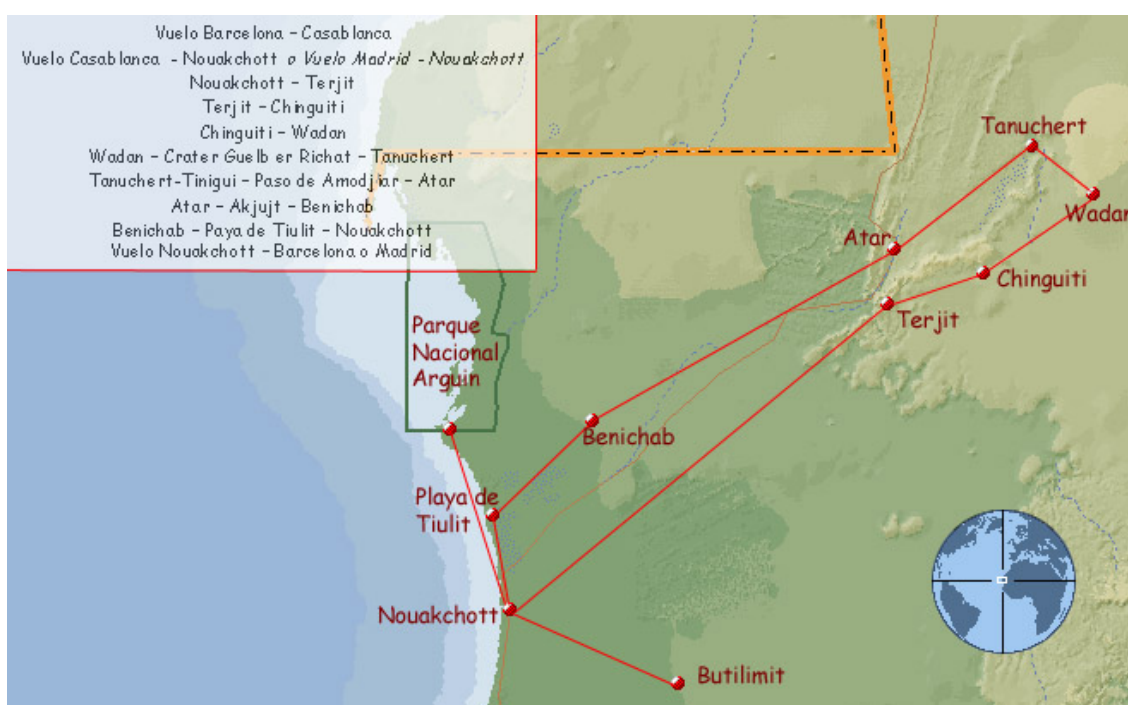 Vuelo Barcelona - Casablanca
Vuelo Casablanca - Nouakchott o Vuelo Madrid - Nouakchott
Nouakchott - Terjit
Terjit - Chinguiti
Chinguiti - Wadan
Wadan - Crater Guelb er Richat - Tanuchert
Tanuchert-Tinigui - Paso de Amodjiar - Atar
Atar - Akjujt - Benichab
Benichab - Paya de Tiulit - Nouakchott
Vuelo Nouakchott - Barcelona o Madrid
Tanuchert
Wadan
Atar
Chinguiti
Terjit
Parque
Nacional
Arguin
Benichab
Playa de
Tiulit
Nouakchott
Butilimit